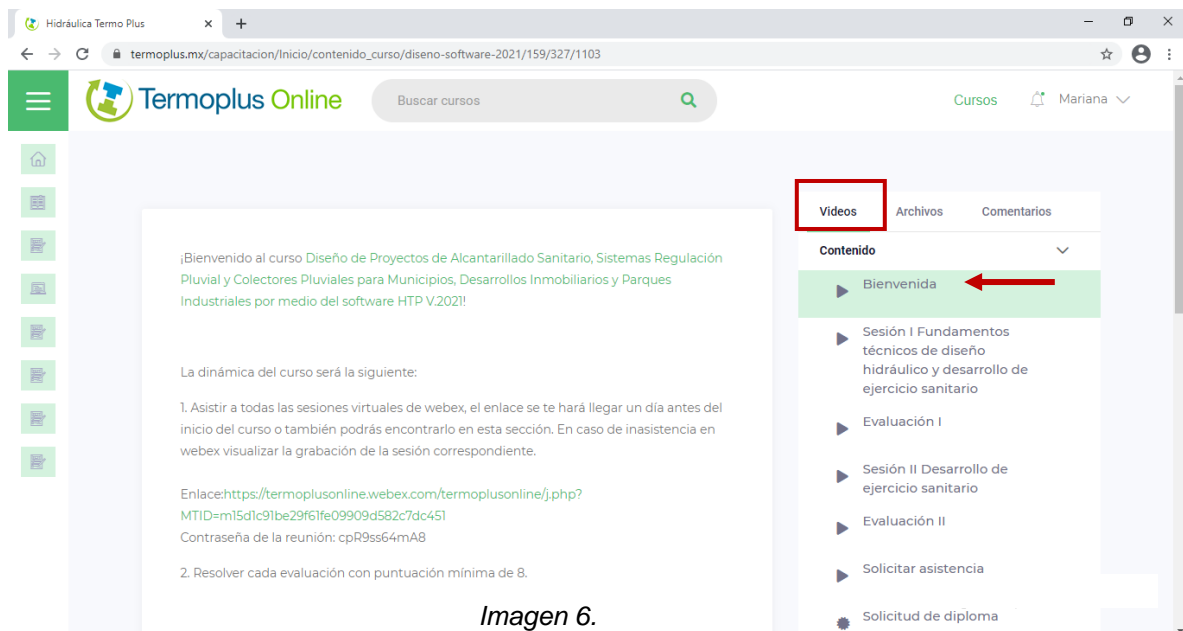 Hidráulica Termo Plus
termoplus.mx/capacitacion/Inicio/contenido_curso/diseno-software-2021/159/327/1103
Termoplus Online
Buscar cursos
Cursos
Mariana
¡Bienvenido al curso Diseño de Proyectos de Alcantarillado Sanitario, Sistemas Regulación
Pluvial y Colectores Pluviales para Municipios, Desarrollos Inmobiliarios y Parques
Industriales por medio del software HTP V.2021!
La dinámica del curso será la siguiente:
1. Asistir a todas las sesiones virtuales de webex, el enlace se te hará llegar un día antes del
inicio del curso o también podrás encontrarlo en esta sección. En caso de inasistencia en
webex visualizar la grabación de la sesión correspondiente.
Enlace:https://termoplusonline.webex.com/termoplusonline/j.php?
MTID=m15d1c91be29f61fe09909d582c7dc451
Contraseña de la reunión: cpR9ss64mA8
2. Resolver cada evaluación con puntuación mínima de 8.
Videos Archivos Comentarios
Contenido
Bienvenida
Sesión I Fundamentos
técnicos de diseño
hidráulico y desarrollo de
ejercicio sanitario
Evaluación I
Sesión II Desarrollo de
ejercicio sanitario
Evaluación II
Solicitar asistencia
Solicitud de diploma
Imagen 6.